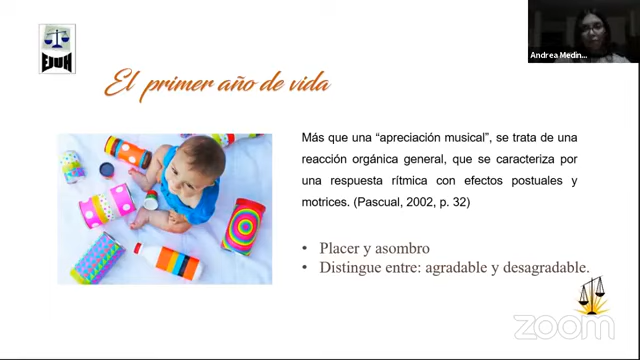 EJUH
Andrea Medin...
El primer año de vida
Más que una “apreciación musical”, se trata de una
reacción orgánica general, que se caracteriza por
una respuesta rítmica con efectos postuales y
motrices. (Pascual, 2002, p. 32)
• Placer y asombro
• Distingue entre: agradable y desagradable.
zoom